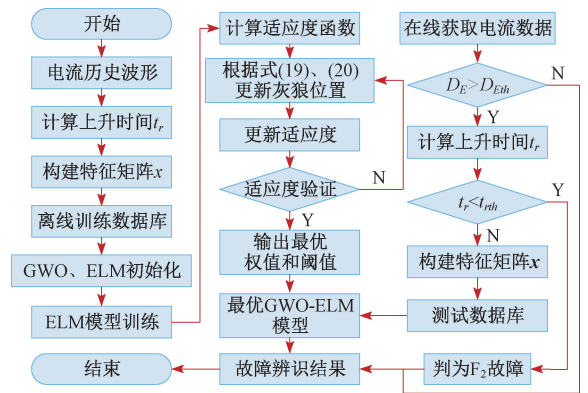 开始
电流历史波形
计算上升时间tr
构建特征矩阵x
离线训练数据库
GWO、ELM初始化
ELM模型训练
结束
计算适应度函数
根据式(19)、(20)
更新灰狼位置
更新适应度
适应度验证
N
Y
输出最优
权值和阈值
最优GWO-ELM
模型
故障辨识结果
在线获取电流数据
DE>DEth
N
Y
计算上升时间tr
tr<trth
Y
N
构建特征矩阵x
测试数据库
判为F2故障